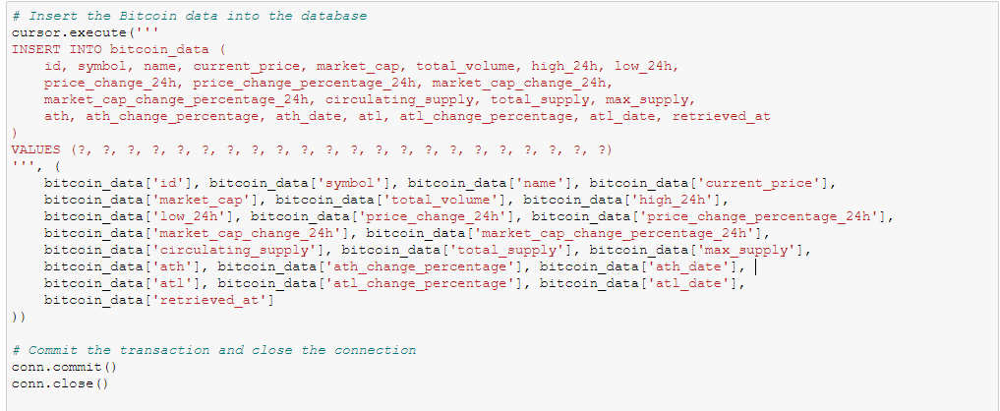 # Insert the Bitcoin data into the database
cursor.execute('''
INSERT INTO bitcoin_data (
    id, symbol, name, current_price, market_cap, total_volume, high_24h, low_24h,
    price_change_24h, price_change_percentage_24h, market_cap_change_24h,
    market_cap_change_percentage_24h, circulating_supply, total_supply, max_supply,
    ath, ath_change_percentage, ath_date, atl, atl_change_percentage, atl_date, retrieved_at
)
VALUES (?, ?, ?, ?, ?, ?, ?, ?, ?, ?, ?, ?, ?, ?, ?, ?, ?, ?, ?, ?, ?, ?)
''', (
    bitcoin_data['id'], bitcoin_data['symbol'], bitcoin_data['name'], bitcoin_data['current_price'],
    bitcoin_data['market_cap'], bitcoin_data['total_volume'], bitcoin_data['high_24h'],
    bitcoin_data['low_24h'], bitcoin_data['price_change_24h'], bitcoin_data['price_change_percentage_24h'],
    bitcoin_data['market_cap_change_24h'], bitcoin_data['market_cap_change_percentage_24h'],
    bitcoin_data['circulating_supply'], bitcoin_data['total_supply'], bitcoin_data['max_supply'],
    bitcoin_data['ath'], bitcoin_data['ath_change_percentage'], bitcoin_data['ath_date'],
    bitcoin_data['atl'], bitcoin_data['atl_change_percentage'], bitcoin_data['atl_date'],
    bitcoin_data['retrieved_at']
))

# Commit the transaction and close the connection
conn.commit()
conn.close()